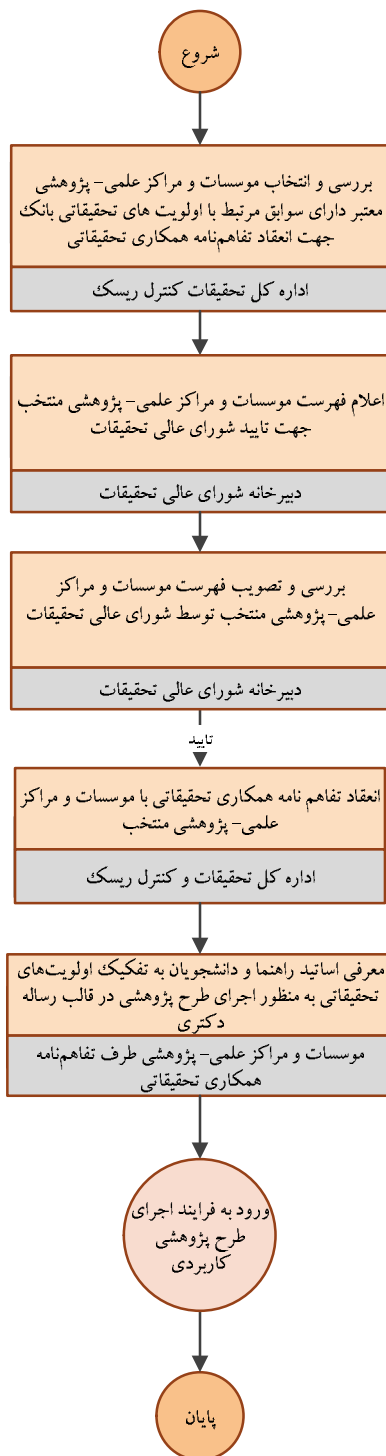 شروع
بررسی و انتخاب موسسات و مراکز علمی- پژوهشی
معتبر دارای سوابق مرتبط با اولویت های تحقیقاتی بانک
جهت انعقاد تفاهم‌نامه همکاری تحقیقاتی
اداره کل تحقیقات کنترل ریسک
اعلام فهرست موسسات و مراکز علمی- پژوهشی منتخب
جهت تایید شورای عالی تحقیقات
دبیرخانه شورای عالی تحقیقات
بررسی و تصویب فهرست موسسات و مراکز
علمی- پژوهشی منتخب توسط شورای عالی تحقیقات
دبیرخانه شورای عالی تحقیقات
تایید
انعقاد تفاهم نامه همکاری تحقیقاتی با موسسات و مراکز
علمی- پژوهشی منتخب
اداره کل تحقیقات و کنترل ریسک
معرفی اساتید راهنما و دانشجویان به تفکیک اولویت‌های
تحقیقاتی به منظور اجرای طرح پژوهشی در قالب رساله
دکتری
موسسات و مراکز علمی- پژوهشی طرف تفاهم‌نامه
همکاری تحقیقاتی
ورود به فرایند اجرای
طرح پژوهشی
کاربردی
پایان